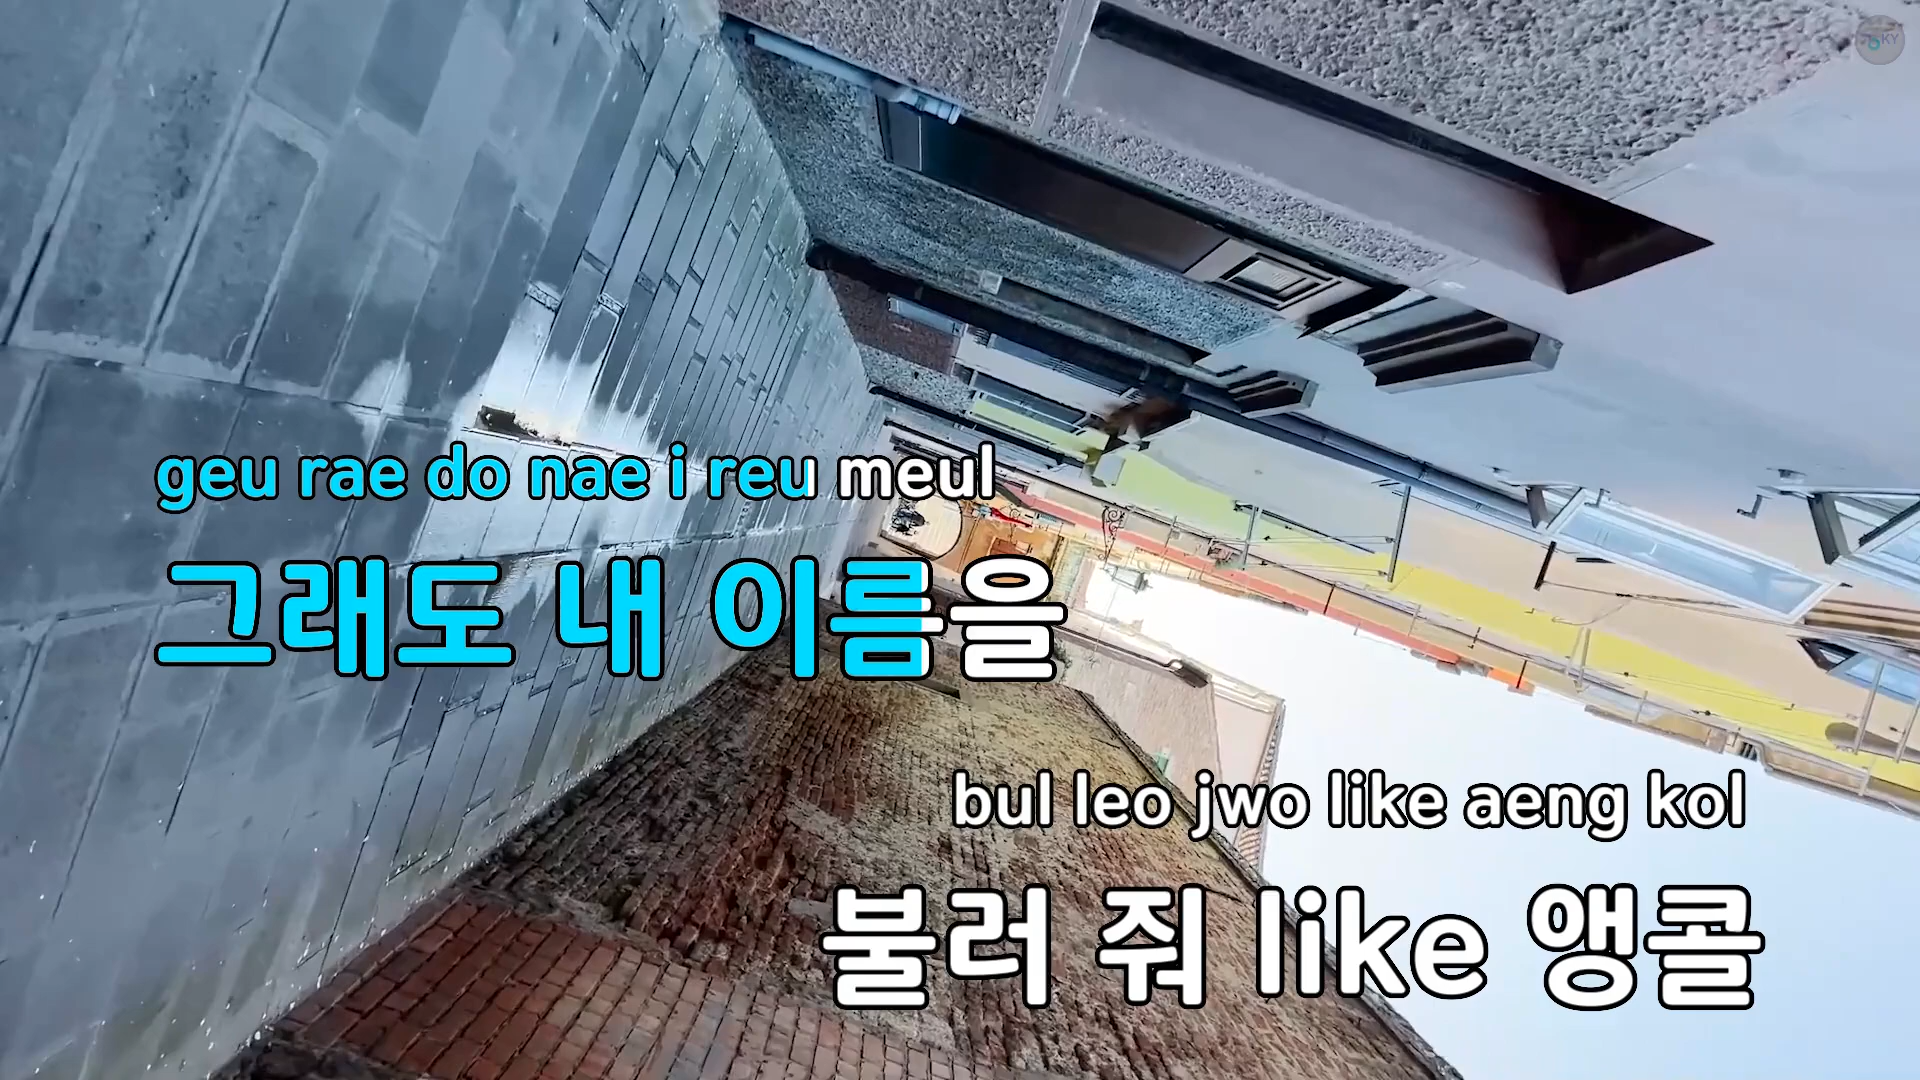 geu rae do nae i reu meul
그래도 내 이름을
bul leo jwo like aeng kol
불러 줘 like 앵콜
KY